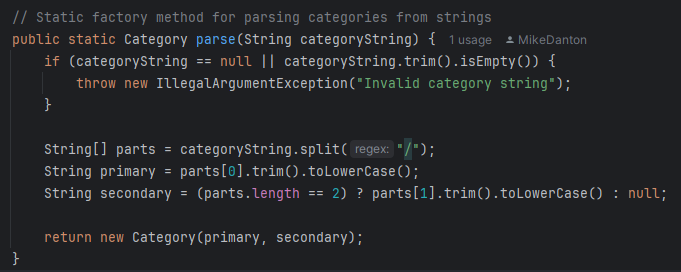 // Static factory method for parsing categories from strings
public static Category parse(String categoryString) { 1 usage MikeDanton
if (categoryString == null || categoryString.trim().isEmpty()) {
throw new IllegalArgumentException("Invalid category string");
}
String[] parts = categoryString.split( regex: "/");
String primary = parts[0].trim().toLowerCase();
String secondary = (parts.length == 2) ? parts[1].trim().toLowerCase() : null;
return new Category(primary, secondary);
}